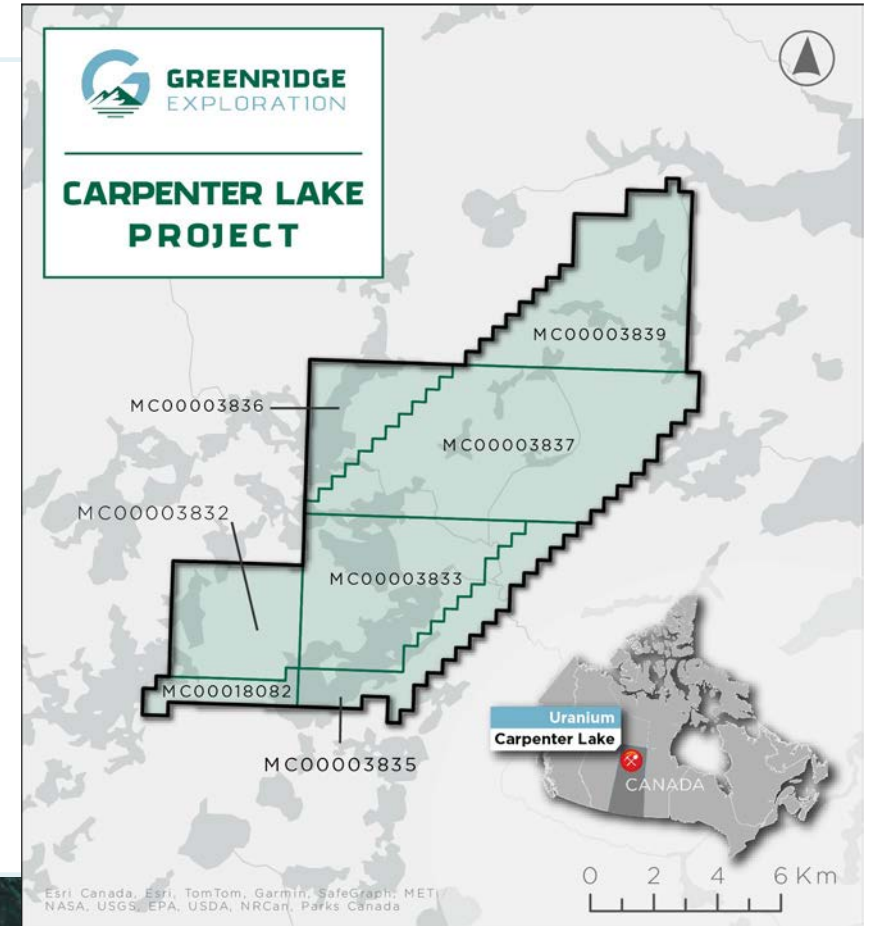 GREENRIDGE
EXPLORATION
CARPENTER LAKE
PROJECT
MC00003839
MC00003836
MC00003837
MC00003832
MC00003833
MC00018082
MC00003835
Uranium
Carpenter Lake
CANADA
0 2 4 6 Km
Esri Canada, Esri, TomTom, Garmin, SafeGraph, METI/
NASA, USGS, EPA, USDA, NRCan, Parks Canada